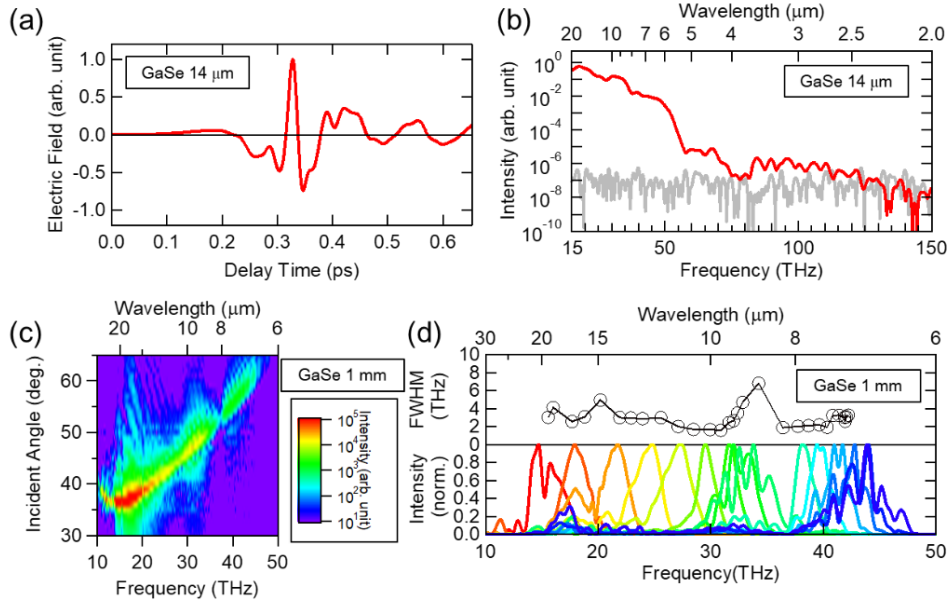 (a)
Electric Field (arb. unit)
1.0
0.5
0.0
-0.5
-1.0
GaSe 14 μm
0.0 0.1 0.2 0.3 0.4 0.5 0.6
Delay Time (ps)
(b)
Wavelength (μm)
20 10 7 6 5 4 3 2.5 2.0
Intensity (arb. unit)
10^0
10^-2
10^-4
10^-6
10^-8
10^-10
GaSe 14 μm
15 50 100 150
Frequency (THz)
(c)
Wavelength (μm)
20 10 8 6
Incident Angle (deg.)
60
50
40
30
10 20 30 40 50
Frequency (THz)
GaSe 1 mm
10^5
10^4
10^3
10^2
10^1
Intensity (arb. unit)
(d)
Wavelength (μm)
30 20 15 10 8 6
FWHM
(THz)
10
8
6
4
2
0
GaSe 1 mm
Intensity
(norm.)
0.8
0.6
0.4
0.2
0.0
10 20 30 40 50
Frequency(THz)